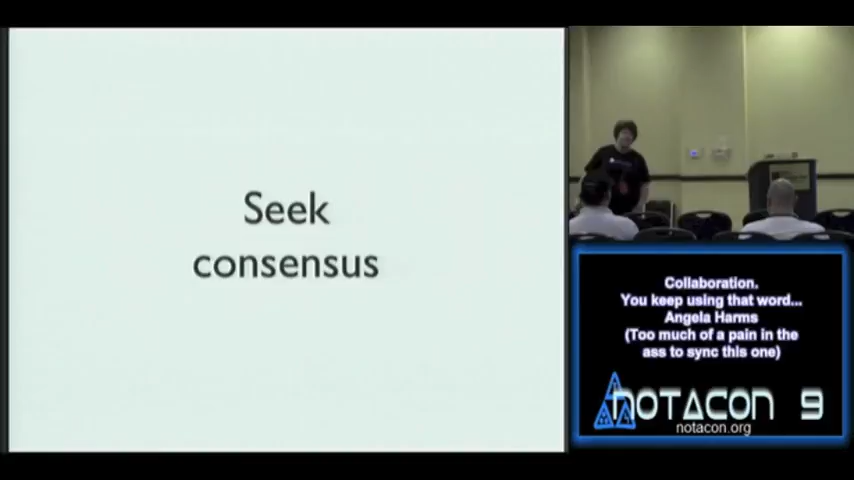 Seek
consensus
Collaboration.
You keep using that word...
Angela Harms
(Too much of a pain in the
ass to sync this one)
NOTACON 9
notacon.org